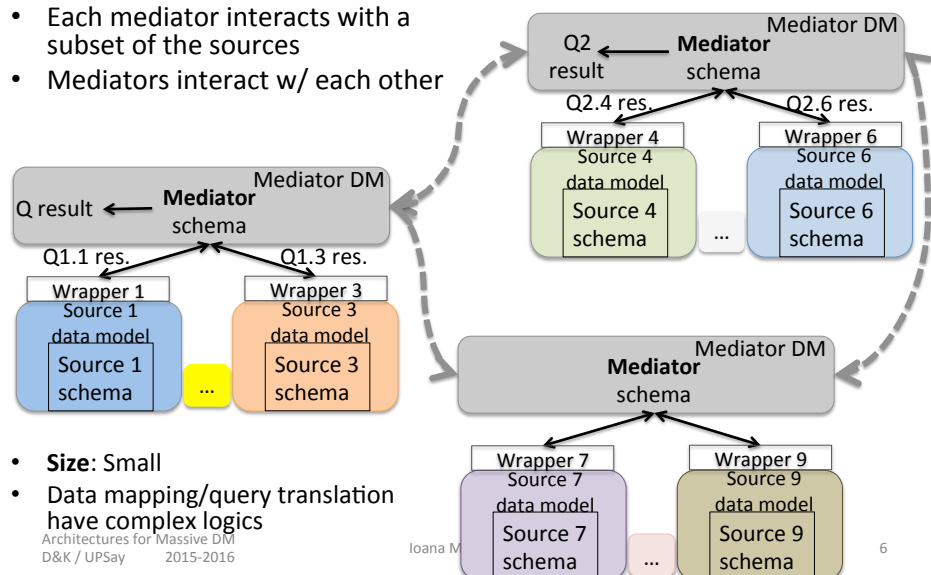 • Each mediator interacts with a
subset of the sources
• Mediators interact w/ each other
Mediator DM
Q2
result
Mediator
schema
Q2.4 res.
Q2.6 res.
Wrapper 4
Source 4
data model
Source 4
schema
...
Wrapper 6
Source 6
data model
Source 6
schema
Mediator DM
Q result
Mediator
schema
Q1.1 res.
Q1.3 res.
Wrapper 1
Source 1
data model
Source 1
schema
...
Wrapper 3
Source 3
data model
Source 3
schema
Mediator DM
Mediator
schema
Wrapper 7
Source 7
data model
Source 7
schema
...
Wrapper 9
Source 9
data model
Source 9
schema
• Size: Small
• Data mapping/query translation
have complex logics
Architectures for Massive DM
D&K / UPSay 2015-2016
Ioana M
6